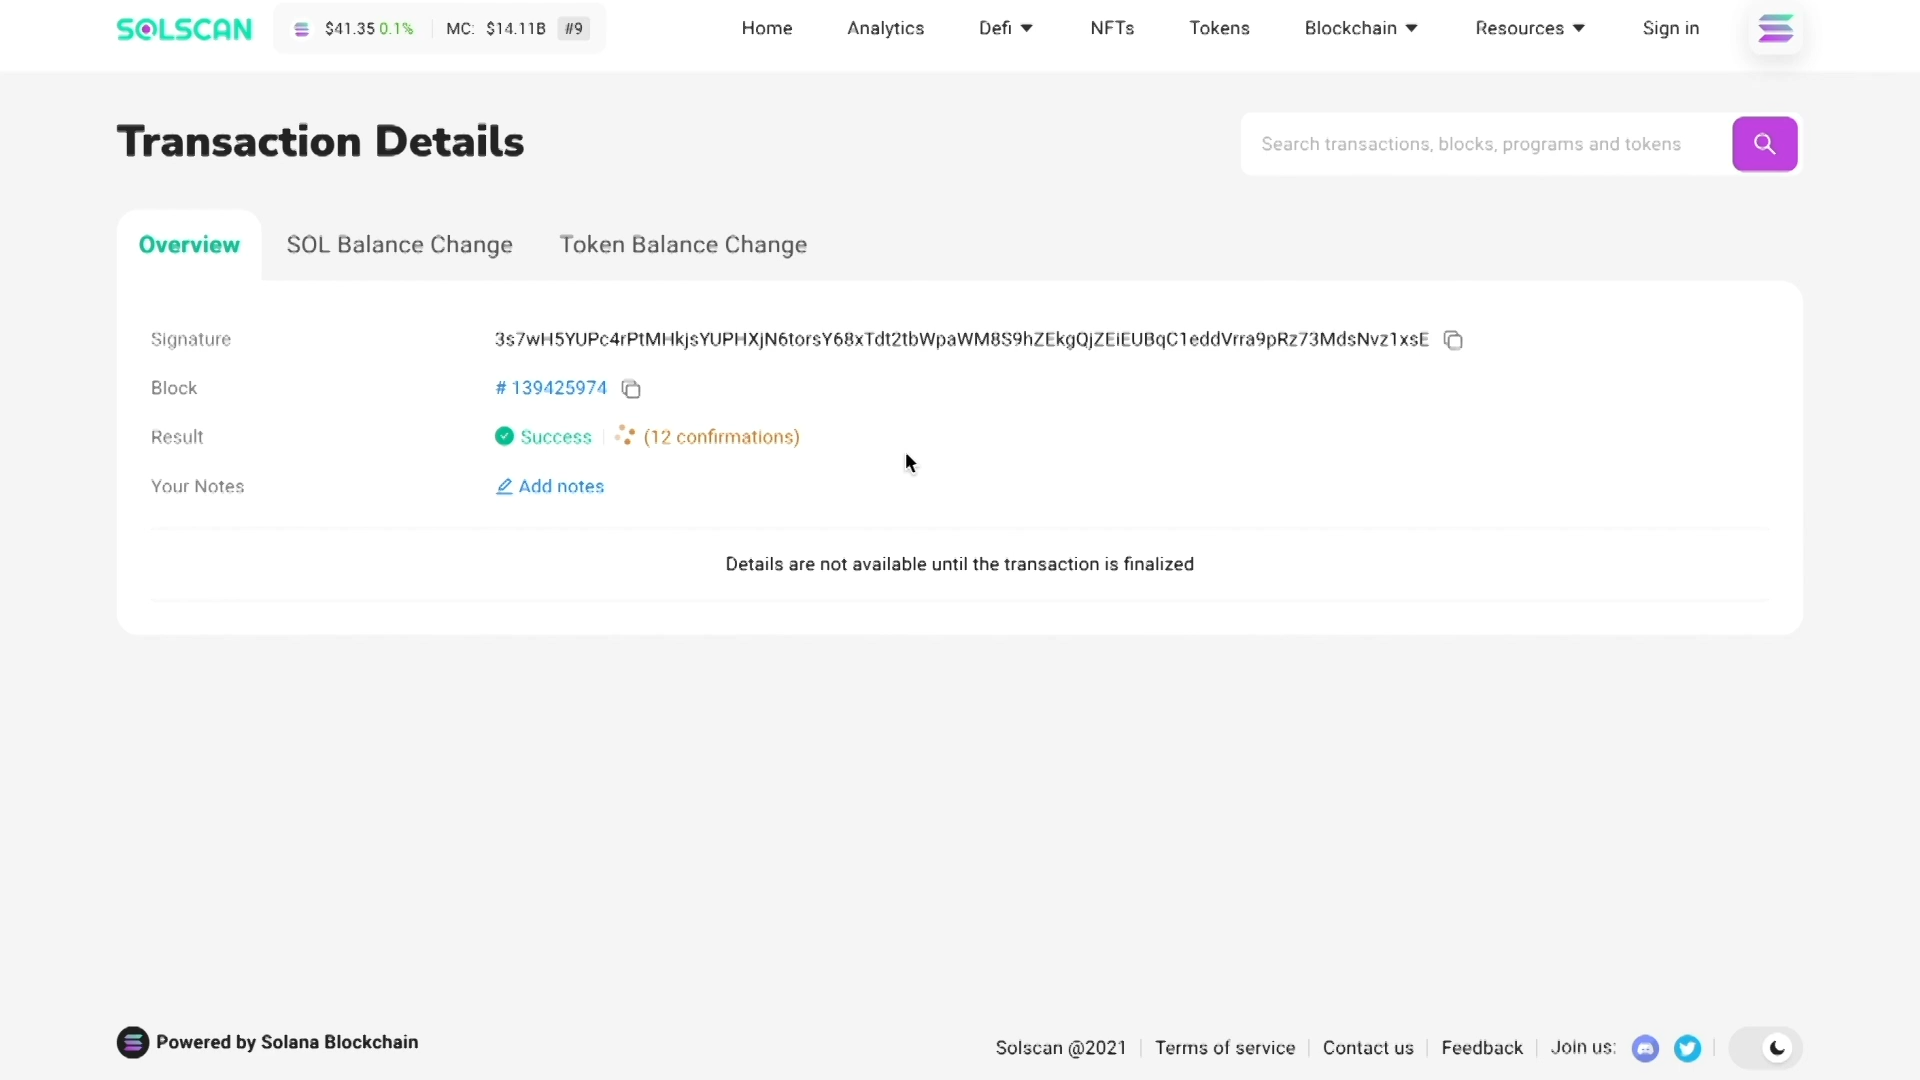 SOLSCAN $41.35 0.1% MC: $14.11B #9 Home Analytics Defi NFTs Tokens Blockchain Resources Sign in
Transaction Details
Search transactions, blocks, programs and tokens
Overview SOL Balance Change Token Balance Change
Signature 3s7wH5YUPc4rPtMHkjsYUPHXjN6torsY68xTdt2tbWpaWM8S9hZEkgQjZEiEUBqC1eddVrra9pRz73MdsNvz1xsE
Block # 139425974
Result Success (12 confirmations)
Your Notes Add notes
Details are not available until the transaction is finalized
Powered by Solana Blockchain
Solscan @2021 Terms of service Contact us Feedback Join us: